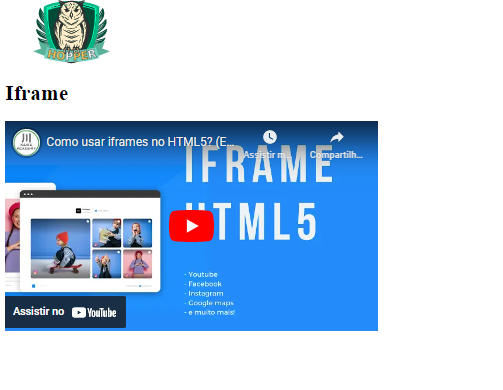 HOPPER
Iframe
Como usar iframes no HTML5? (E...
Assistir m...
Compartilh...
IFRAME
HTML5
- Youtube
- Facebook
- Instagram
- Google maps
- e muito mais!
Assistir no YouTube